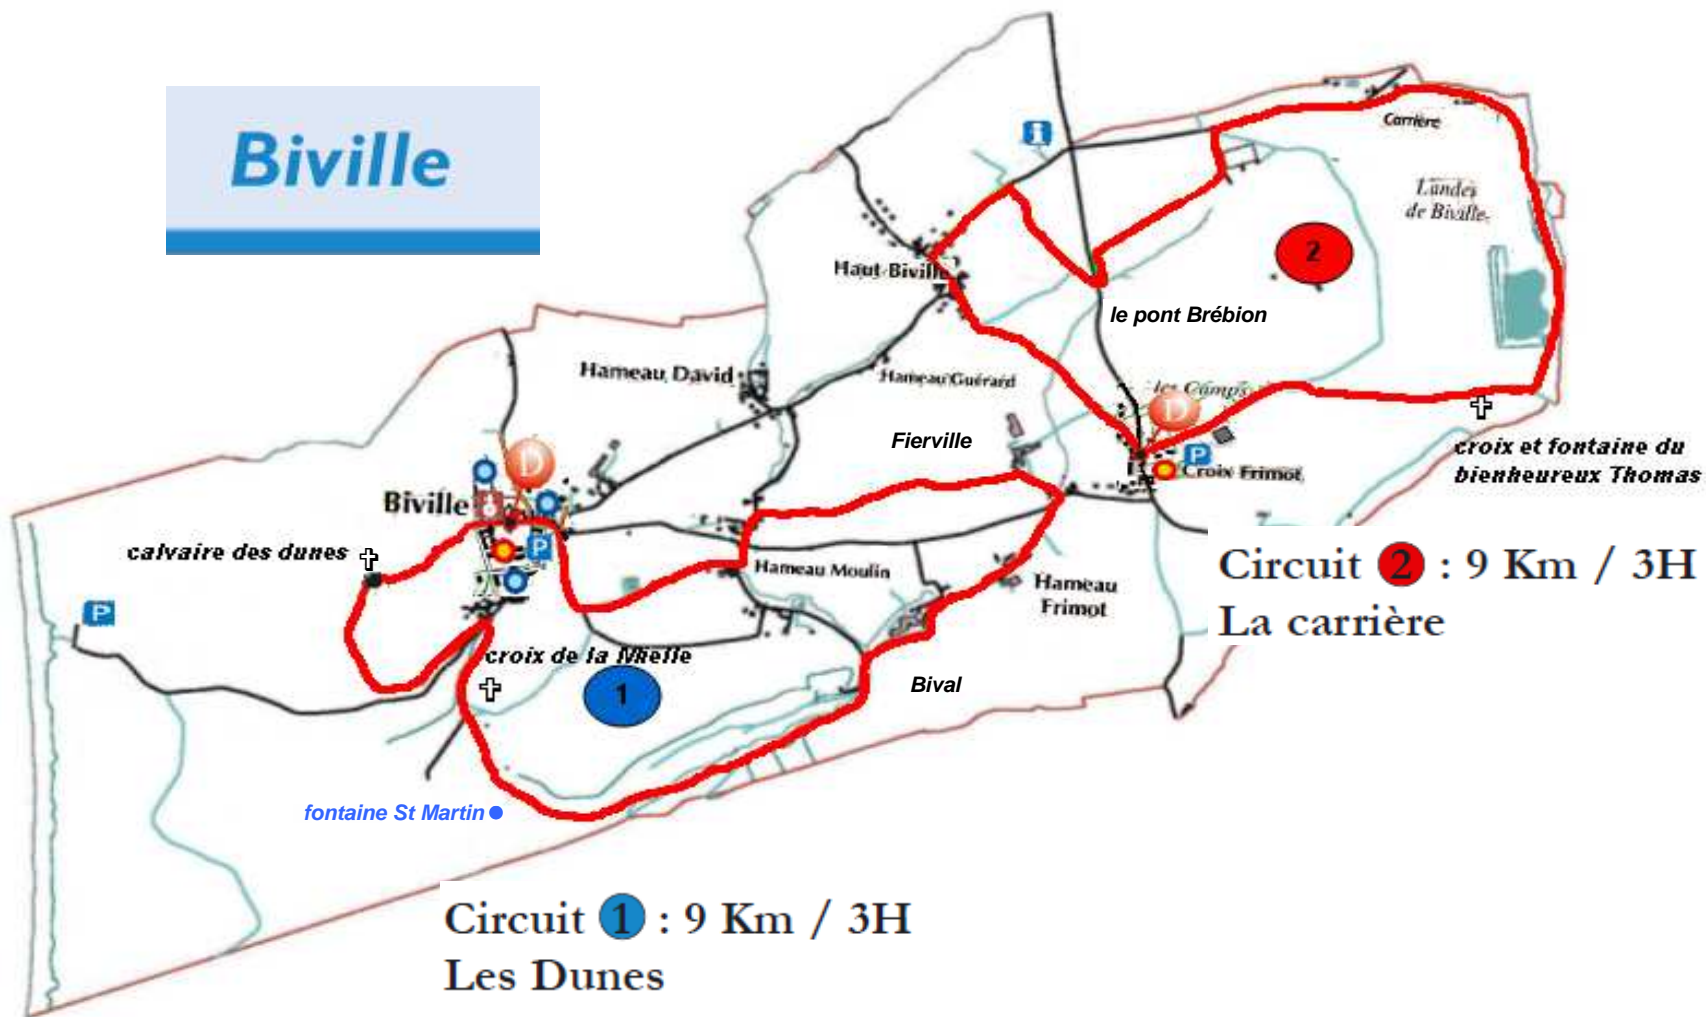 Biville
Carrière
Landes
de Biville
2
Haut Biville
le pont Brébion
Hameau David
Hameau Guérard
les Camps
D
Fierville
croix et fontaine du
bienheureux Thomas
P
Croix Frimot
D
Biville
calvaire des dunes
P
Hameau Moulin
Hameau
Frimot
P
Circuit 2 : 9 Km / 3H
La carrière
croix de la Mielle
1
Bival
fontaine St Martin
Circuit 1 : 9 Km / 3H
Les Dunes
i